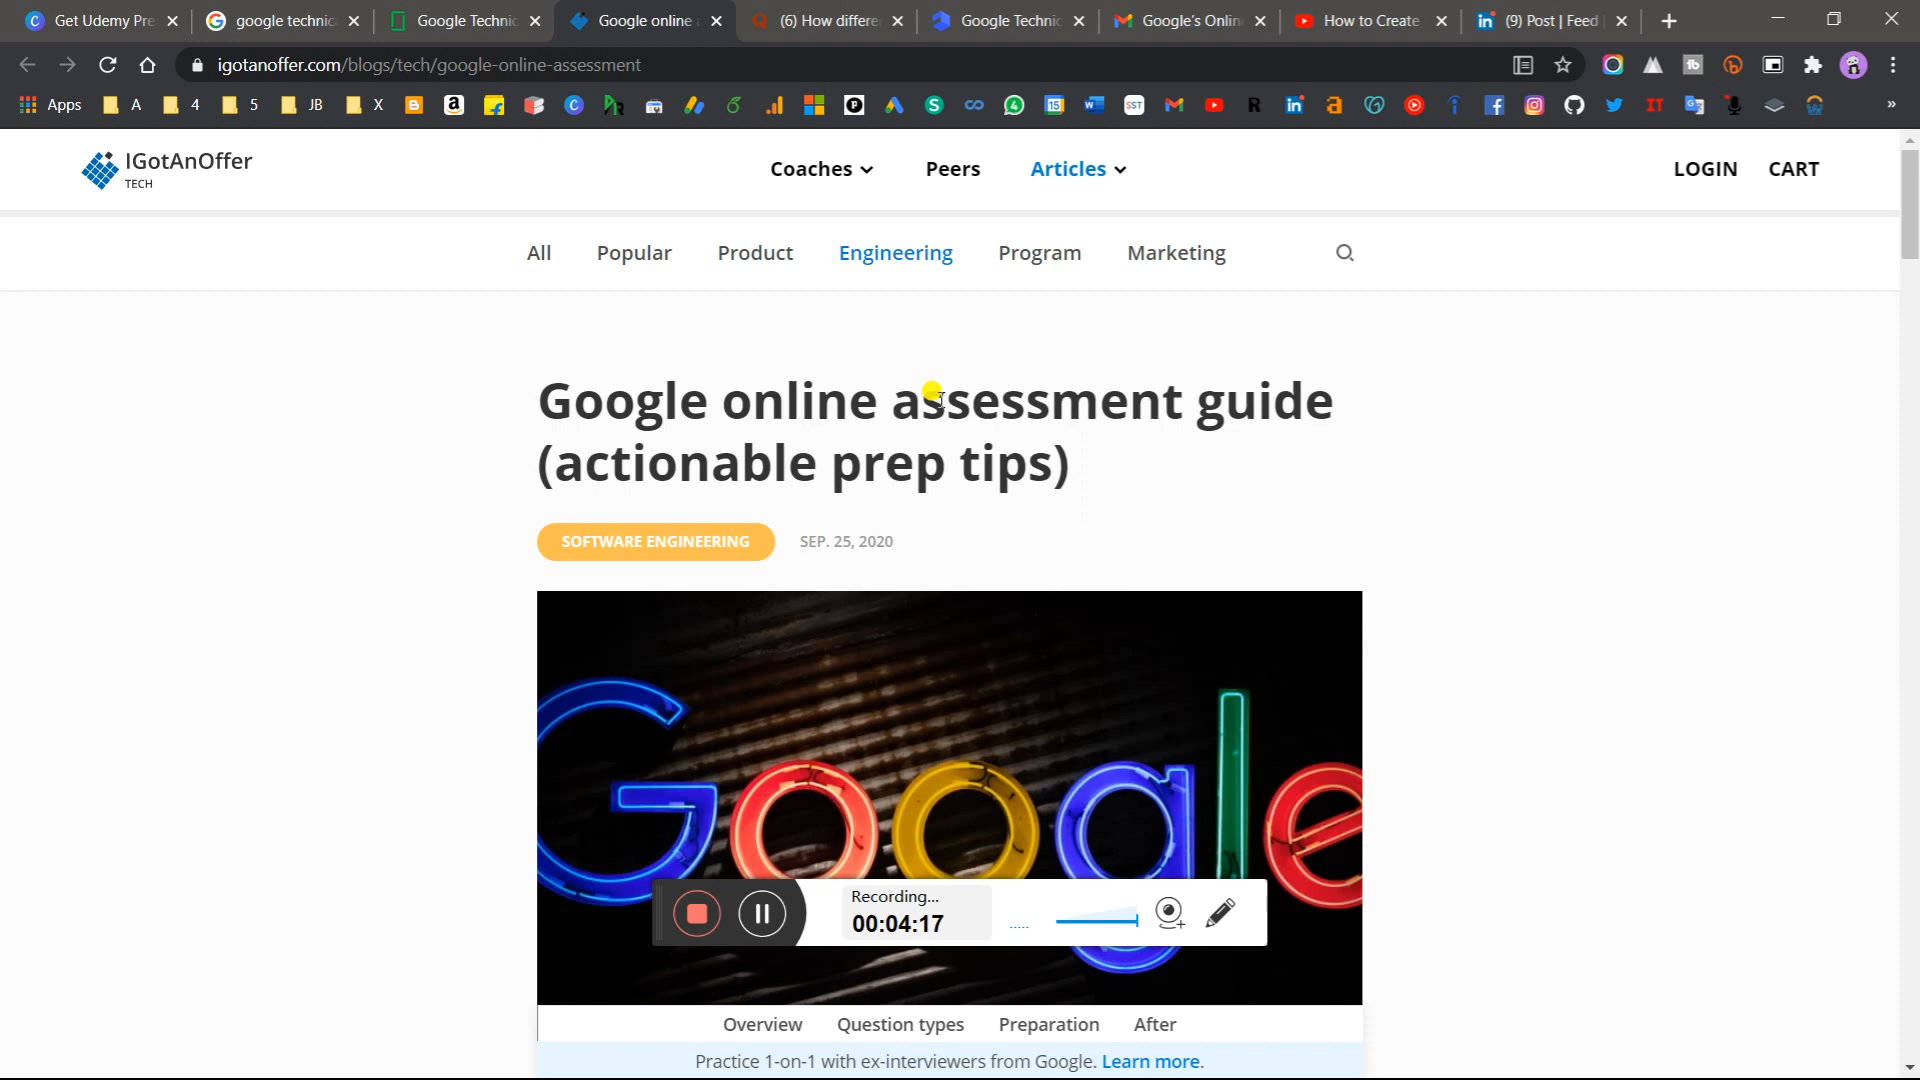 Get Udemy Pre
google technic
Google Technic
Google online
(6) How differe
Google Technic
Google's Onlin
How to Create
(9) Post | Feed
igotanoffer.com/blogs/tech/google-online-assessment
Apps
A
4
5
JB
X
IGotAnOffer
TECH
Coaches
Peers
Articles
LOGIN
CART
All
Popular
Product
Engineering
Program
Marketing
Google online assessment guide
(actionable prep tips)
SOFTWARE ENGINEERING
SEP. 25, 2020
Google
Recording...
00:04:17
Overview
Question types
Preparation
After
Practice 1-on-1 with ex-interviewers from Google. Learn more.